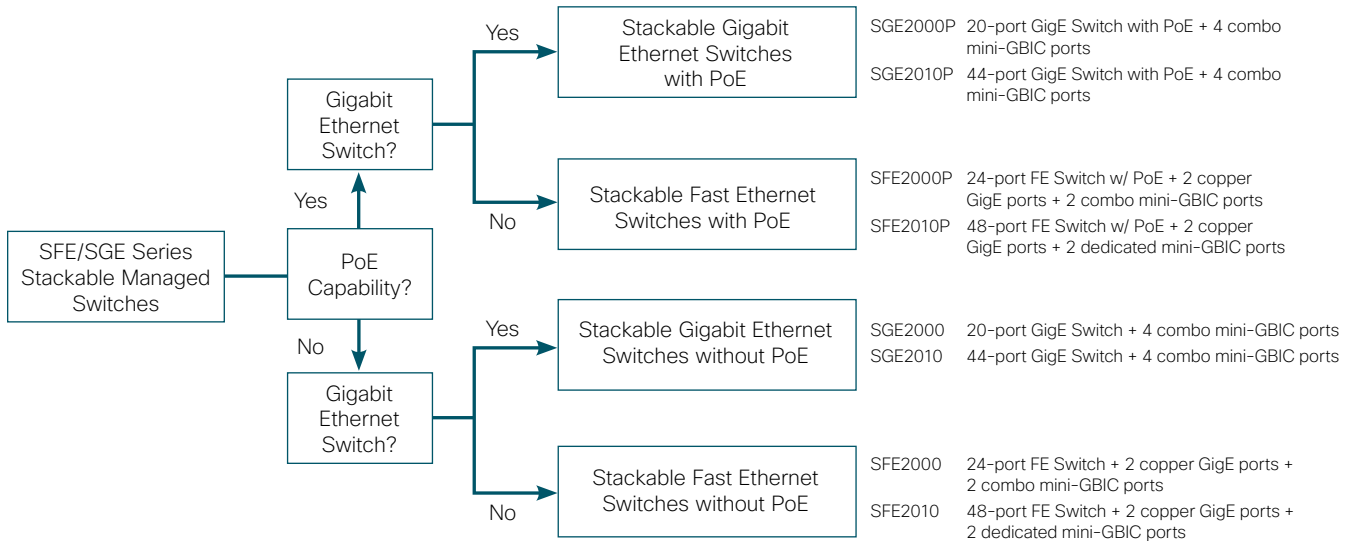 SFE/SGE Series
Stackable Managed
Switches
PoE
Capability?
Yes
No
Gigabit
Ethernet
Switch?
Yes
No
Stackable Gigabit
Ethernet Switches
with PoE
SGE2000P 20-port GigE Switch with PoE + 4 combo
mini-GBIC ports
SGE2010P 44-port GigE Switch with PoE + 4 combo
mini-GBIC ports
Stackable Fast Ethernet
Switches with PoE
SFE2000P 24-port FE Switch w/ PoE + 2 copper
GigE ports + 2 combo mini-GBIC ports
SFE2010P 48-port FE Switch w/ PoE + 2 copper
GigE ports + 2 dedicated mini-GBIC ports
Gigabit
Ethernet
Switch?
Yes
No
Stackable Gigabit Ethernet
Switches without PoE
SGE2000 20-port GigE Switch + 4 combo mini-GBIC ports
SGE2010 44-port GigE Switch + 4 combo mini-GBIC ports
Stackable Fast Ethernet
Switches without PoE
SFE2000 24-port FE Switch + 2 copper GigE ports +
2 combo mini-GBIC ports
SFE2010 48-port FE Switch + 2 copper GigE ports +
2 dedicated mini-GBIC ports